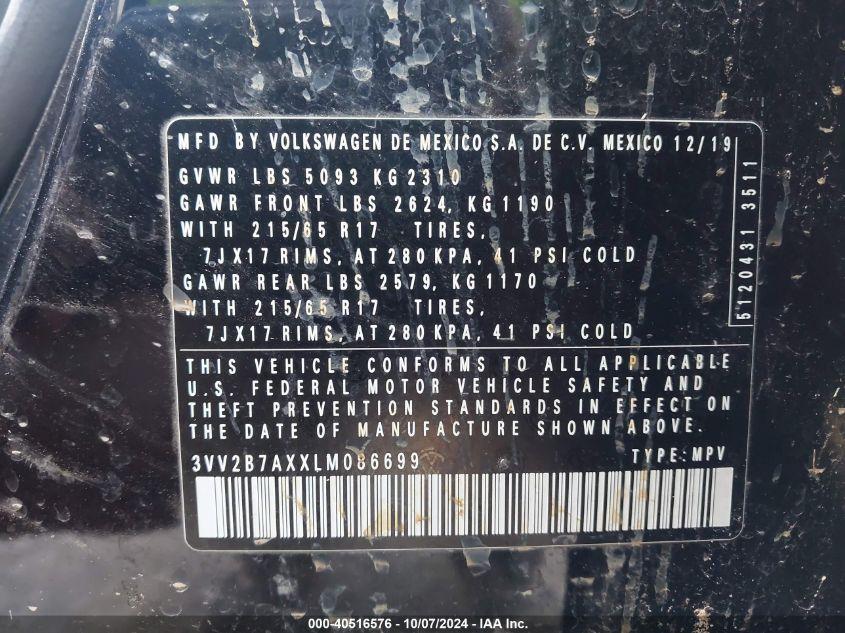 MFD BY VOLKSWAGEN DE MEXICO S.A. DE C.V. MEXICO 12/19
GVWR LBS 5093 KG 2310
GAWR FRONT LBS 2624, KG 1190
WITH 215/65 R17 TIRES,
7JX17 RIMS, AT 280 KPA, 41 PSI COLD
GAWR REAR LBS 2579, KG 1170
WITH 215/65 R17 TIRES,
7JX17 RIMS, AT 280 KPA, 41 PSI COLD
5120431 3511
THIS VEHICLE CONFORMS TO ALL APPLICABLE
U.S. FEDERAL MOTOR VEHICLE SAFETY AND
THEFT PREVENTION STANDARDS IN EFFECT ON
THE DATE OF MANUFACTURE SHOWN ABOVE.
3VV2B7AXXLM086699 TYPE: MPV
000-40516576 - 10/07/2024 - IAA Inc.